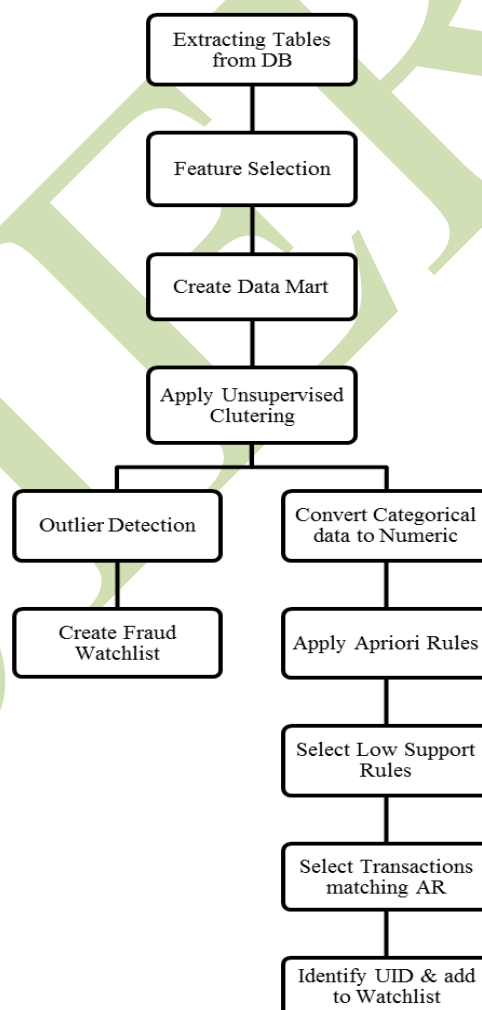 Extracting Tables
from DB
Feature Selection
Create Data Mart
Apply Unsupervised
Clutering
Outlier Detection
Create Fraud
Watchlist
Convert Categorical
data to Numeric
Apply Apriori Rules
Select Low Support
Rules
Select Transactions
matching AR
Identify UID & add
to Watchlist